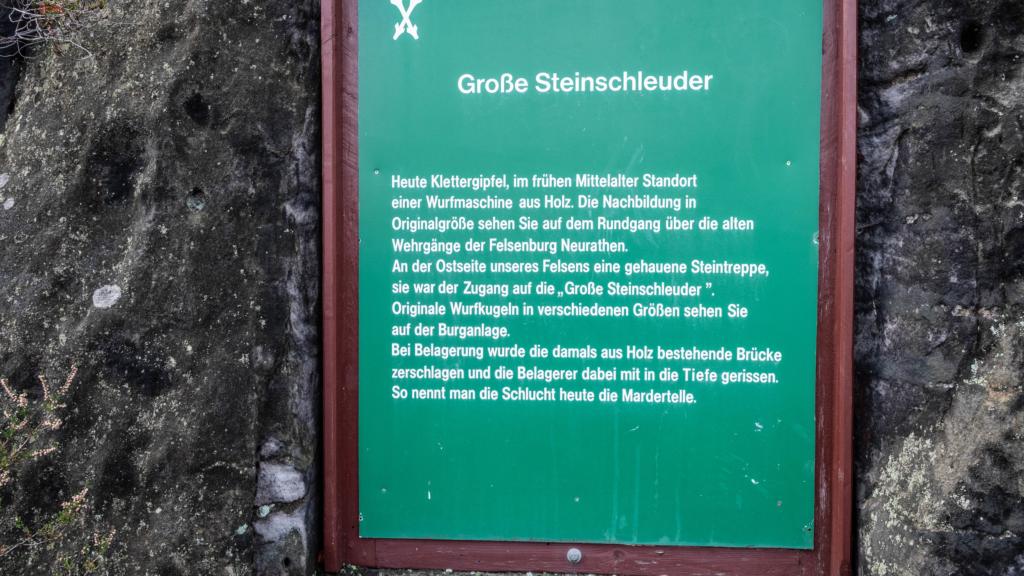 Große Steinschleuder
Heute Klettergipfel, im frühen Mittelalter Standort
einer Wurfmaschine aus Holz. Die Nachbildung in
Originalgröße sehen Sie auf dem Rundgang über die alten
Wehrgänge der Felsenburg Neurathen.
An der Ostseite unseres Felsens eine gehauene Steintreppe,
sie war der Zugang auf die „Große Steinschleuder ”.
Originale Wurfkugeln in verschiedenen Größen sehen Sie
auf der Burganlage.
Bei Belagerung wurde die damals aus Holz bestehende Brücke
zerschlagen und die Belagerer dabei mit in die Tiefe gerissen.
So nennt man die Schlucht heute die Mardertelle.